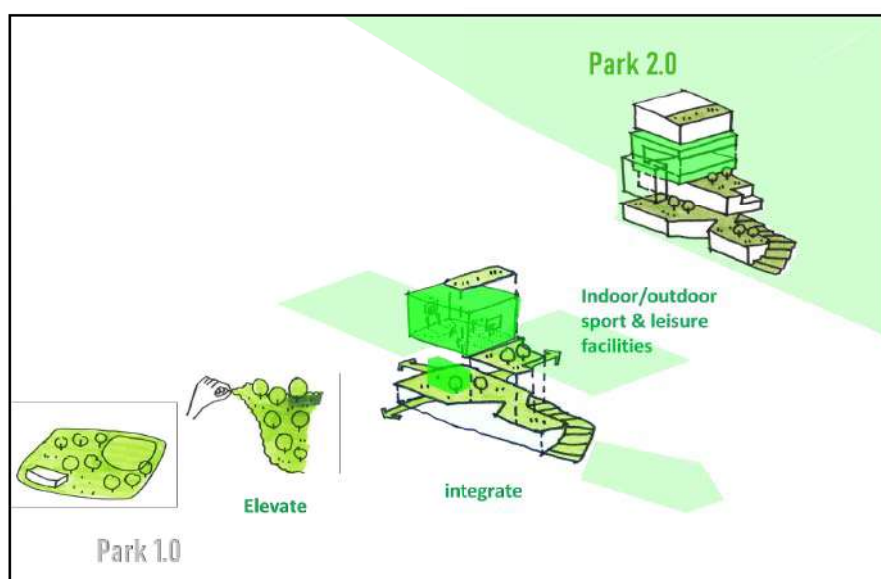 Park 2.0
Indoor/outdoor
sport & leisure
facilities
integrate
Elevate
Park 1.0